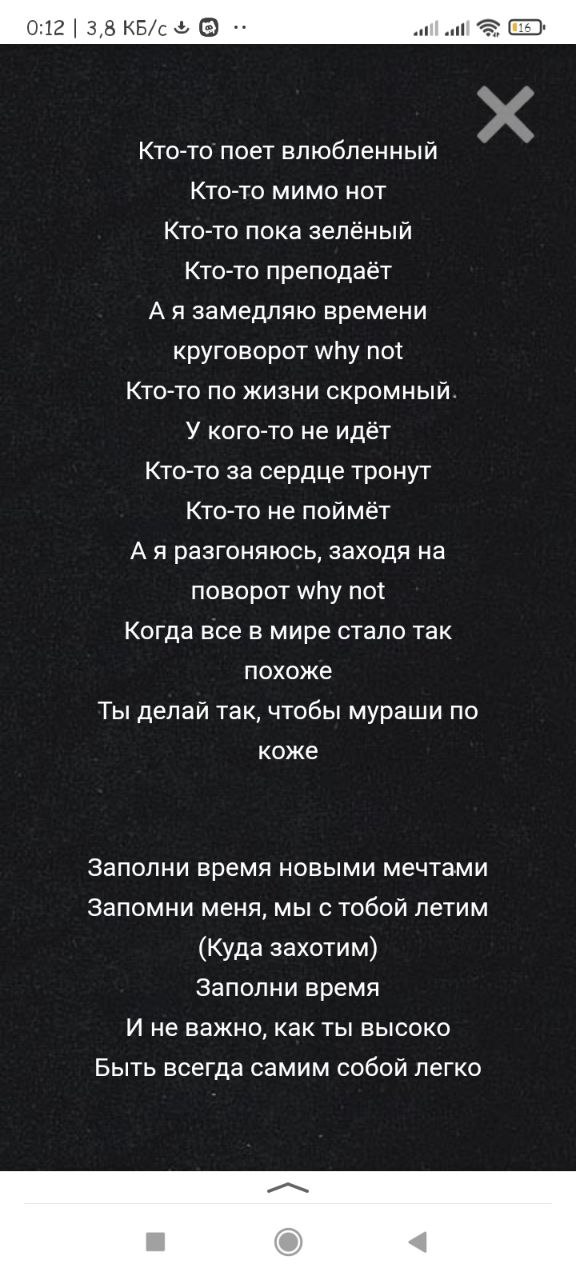 0:12 | 3,8 КБ/с
16
Кто-то поет влюбленный
Кто-то мимо нот
Кто-то пока зелёный
Кто-то преподаёт
А я замедляю времени
круговорот why not
Кто-то по жизни скромный
У кого-то не идёт
Кто-то за сердце тронут
Кто-то не поймёт
А я разгоняюсь, заходя на
поворот why not
Когда все в мире стало так
похоже
Ты делай так, чтобы мураши по
коже
Заполни время новыми мечтами
Запомни меня, мы с тобой летим
(Куда захотим)
Заполни время
И не важно, как ты высоко
Быть всегда самим собой легко